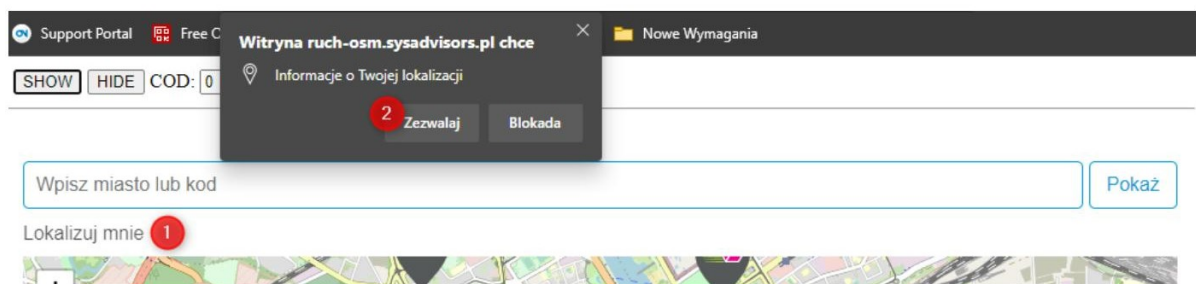 Support Portal
Free C
Nowe Wymagania
Witryna ruch-osm.sysadvisors.pl chce
Informacje o Twojej lokalizacji
2
Zezwalaj
Blokada
SHOW HIDE COD: 0
Wpisz miasto lub kod
Pokaż
Lokalizuj mnie 1
+